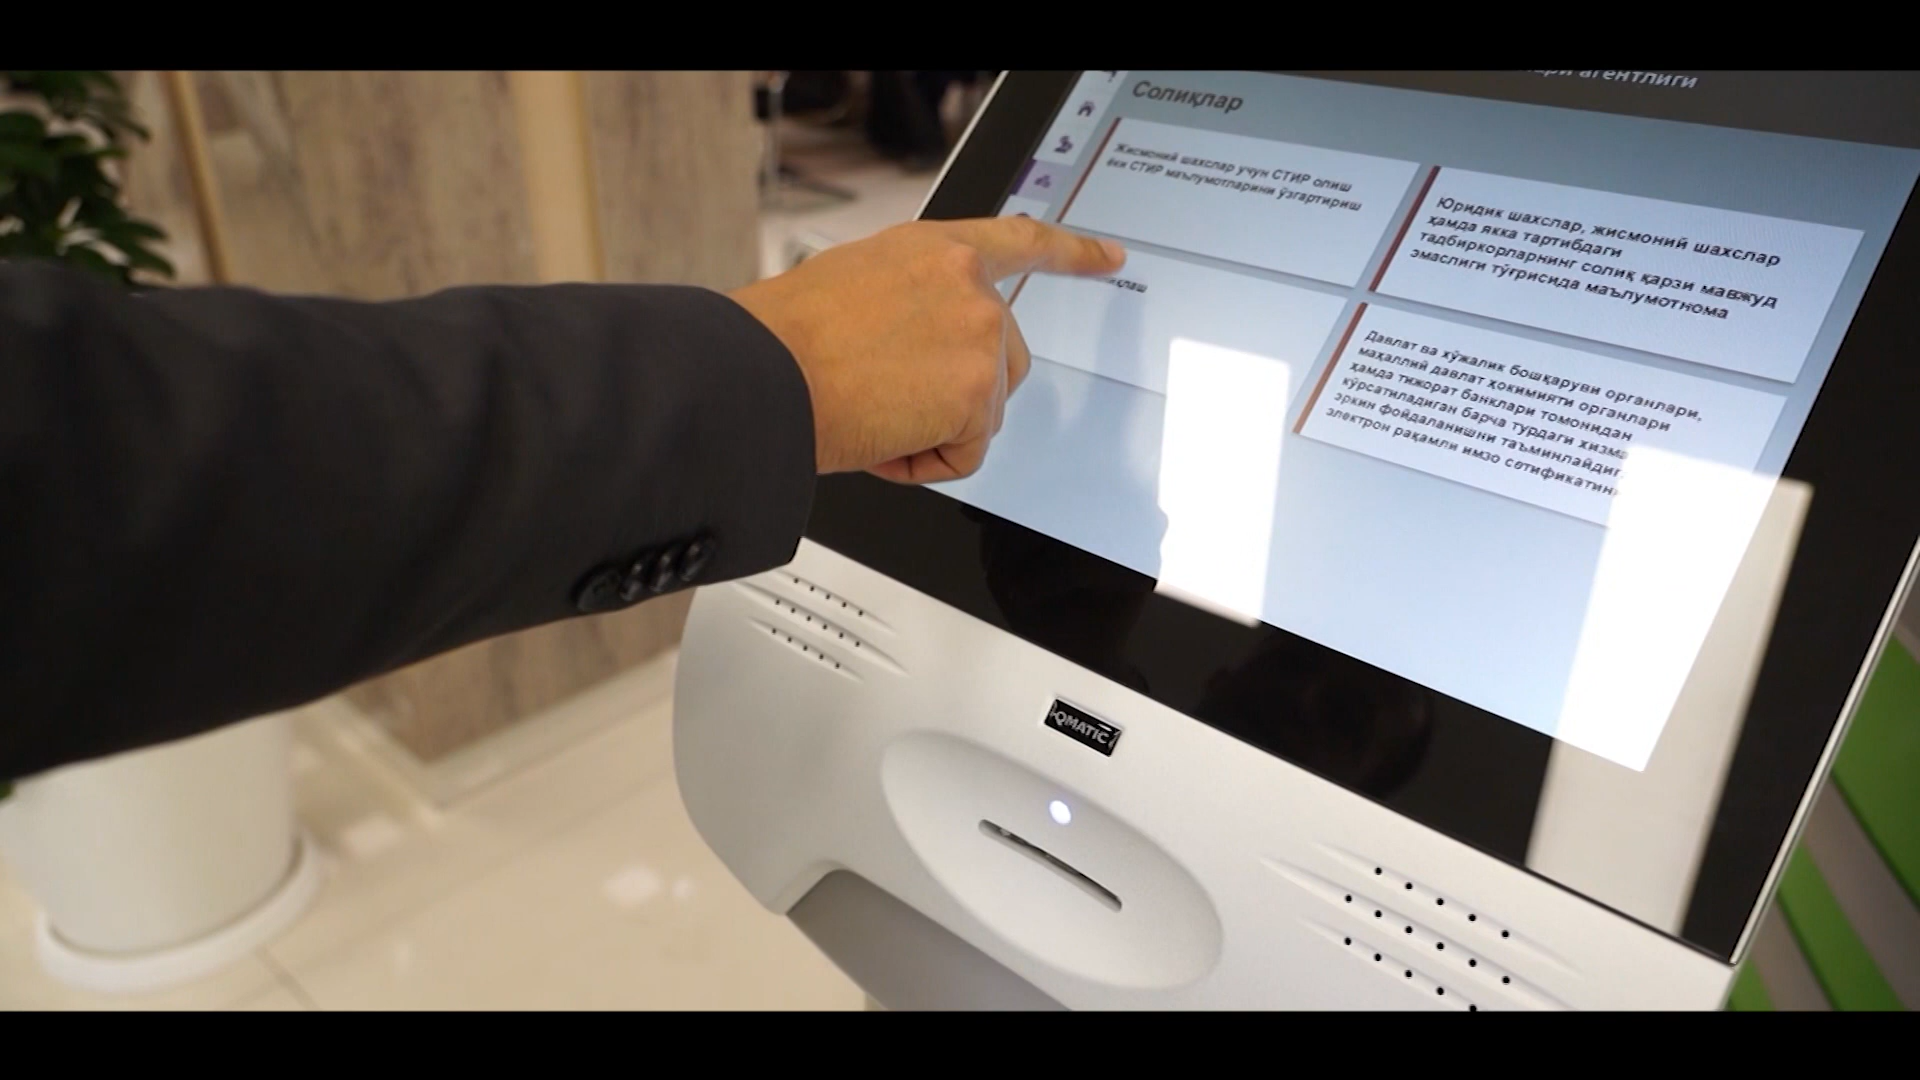 агентлиги
Солиқлар
Жисмоний шахслар учун СТИР олиш
ёки СТИР маълумотларини ўзгартириш
Юридик шахслар, жисмоний шахслар
ҳамда якка тартибдаги
тадбиркорларнинг солиқ қарзи мавжуд
эмаслиги тўғрисида маълумотнома
Давлат ва хўжалик бошқаруви органлари,
маҳаллий давлат ҳокимияти органлари
ҳамда тижорат банклари томонидан
кўрсатиладиган барча турдаги
эркин фойдаланишни
электрон рақамли имзо
QMATIC